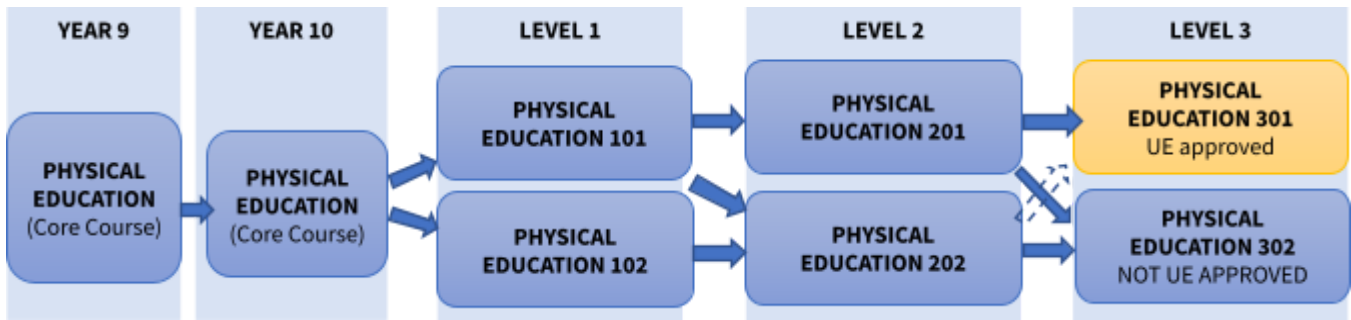 YEAR 9
YEAR 10
LEVEL 1
LEVEL 2
LEVEL 3
PHYSICAL
EDUCATION
(Core Course)
PHYSICAL
EDUCATION
(Core Course)
PHYSICAL
EDUCATION 101
PHYSICAL
EDUCATION 102
PHYSICAL
EDUCATION 201
PHYSICAL
EDUCATION 202
PHYSICAL
EDUCATION 301
UE approved
PHYSICAL
EDUCATION 302
NOT UE APPROVED